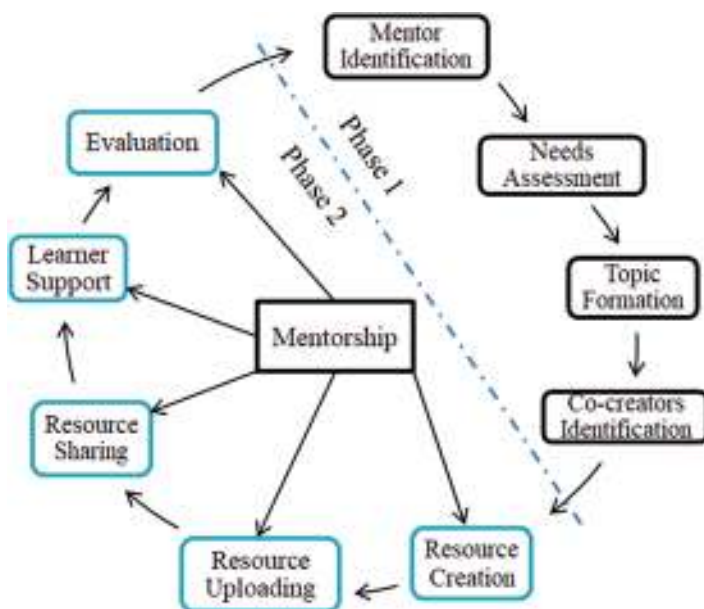 Mentor
Identification
Needs
Assessment
Topic
Formation
Co-creators
Identification
Resource
Creation
Resource
Uploading
Resource
Sharing
Learner
Support
Evaluation
Mentorship
Phase 1
Phase 2